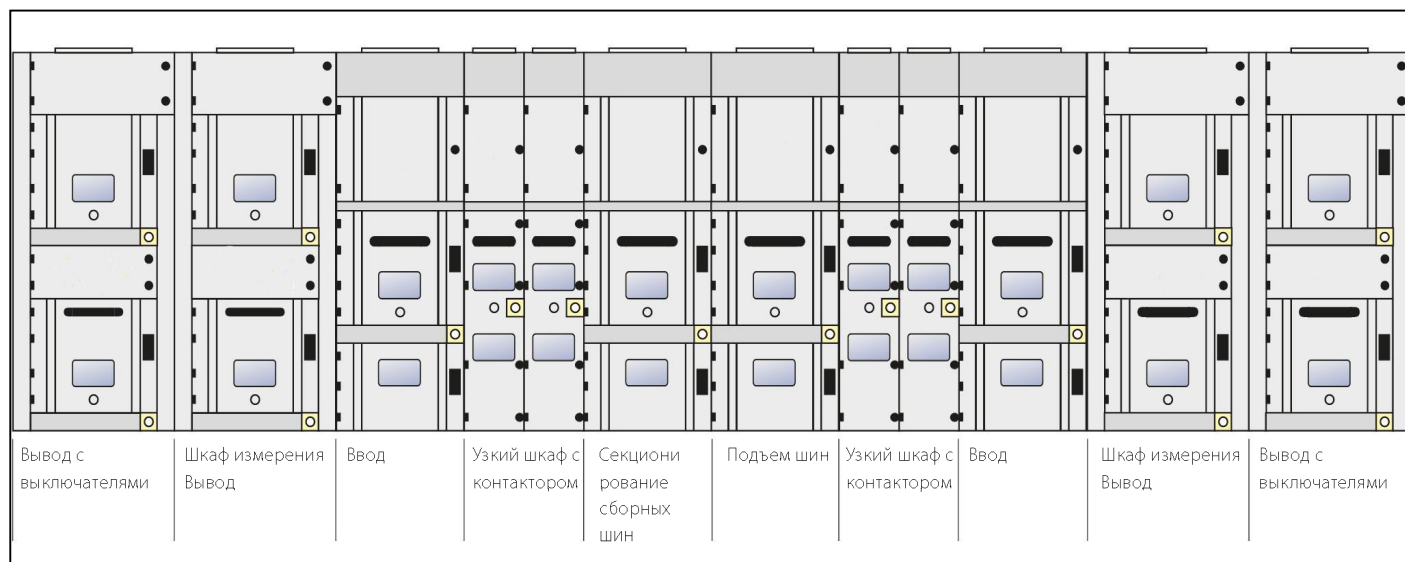 Вывод с
выключателями
Шкаф измерения
Вывод
Ввод
Узкий шкаф с
контактором
Секциони
рование
сборных
шин
Подъем шин
Узкий шкаф с
контактором
Ввод
Шкаф измерения
Вывод
Вывод с
выключателями